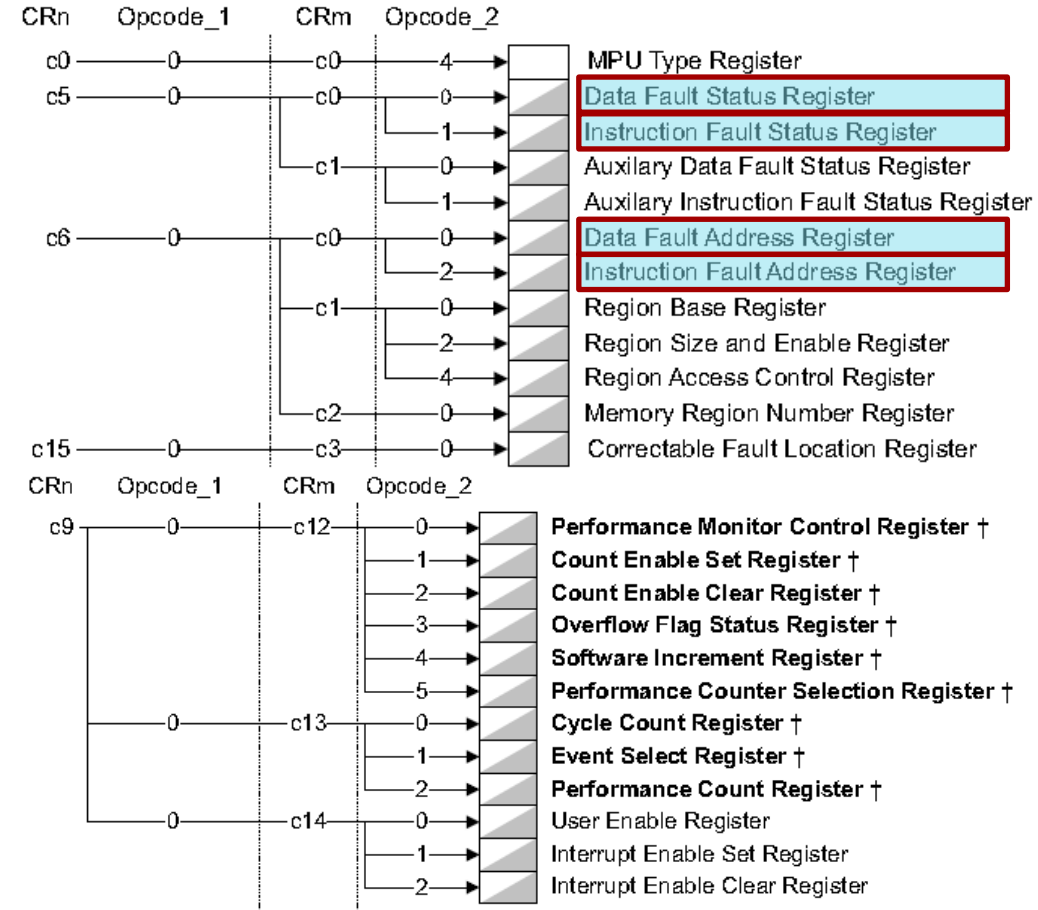 CRn Opcode_1 CRm Opcode_2
c0 0 c0 4 MPU Type Register
c5 0 c0 0 Data Fault Status Register
1 Instruction Fault Status Register
c1 0 Auxilary Data Fault Status Register
1 Auxilary Instruction Fault Status Register
c6 0 c0 0 Data Fault Address Register
2 Instruction Fault Address Register
c1 0 Region Base Register
2 Region Size and Enable Register
4 Region Access Control Register
c2 0 Memory Region Number Register
c15 0 c3 0 Correctable Fault Location Register
CRn Opcode_1 CRm Opcode_2
c9 0 c12 0 Performance Monitor Control Register †
1 Count Enable Set Register †
2 Count Enable Clear Register †
3 Overflow Flag Status Register †
4 Software Increment Register †
5 Performance Counter Selection Register †
0 c13 0 Cycle Count Register †
1 Event Select Register †
2 Performance Count Register †
0 c14 0 User Enable Register
1 Interrupt Enable Set Register
2 Interrupt Enable Clear Register